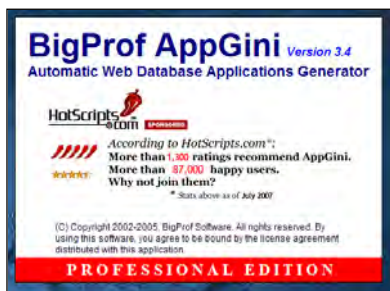 BigProf AppGini Version 3.4
Automatic Web Database Applications Generator
HotScripts.com SPONSORED
According to HotScripts.com*:
More than 1,300 ratings recommend AppGini.
More than 87,000 happy users.
Why not join them?
* Stats above as of July 2007
(C) Copyright 2002-2005, BigProf Software. All rights reserved. By
using this software, you agree to be bound by the license agreement
distributed with this application.
PROFESSIONAL EDITION